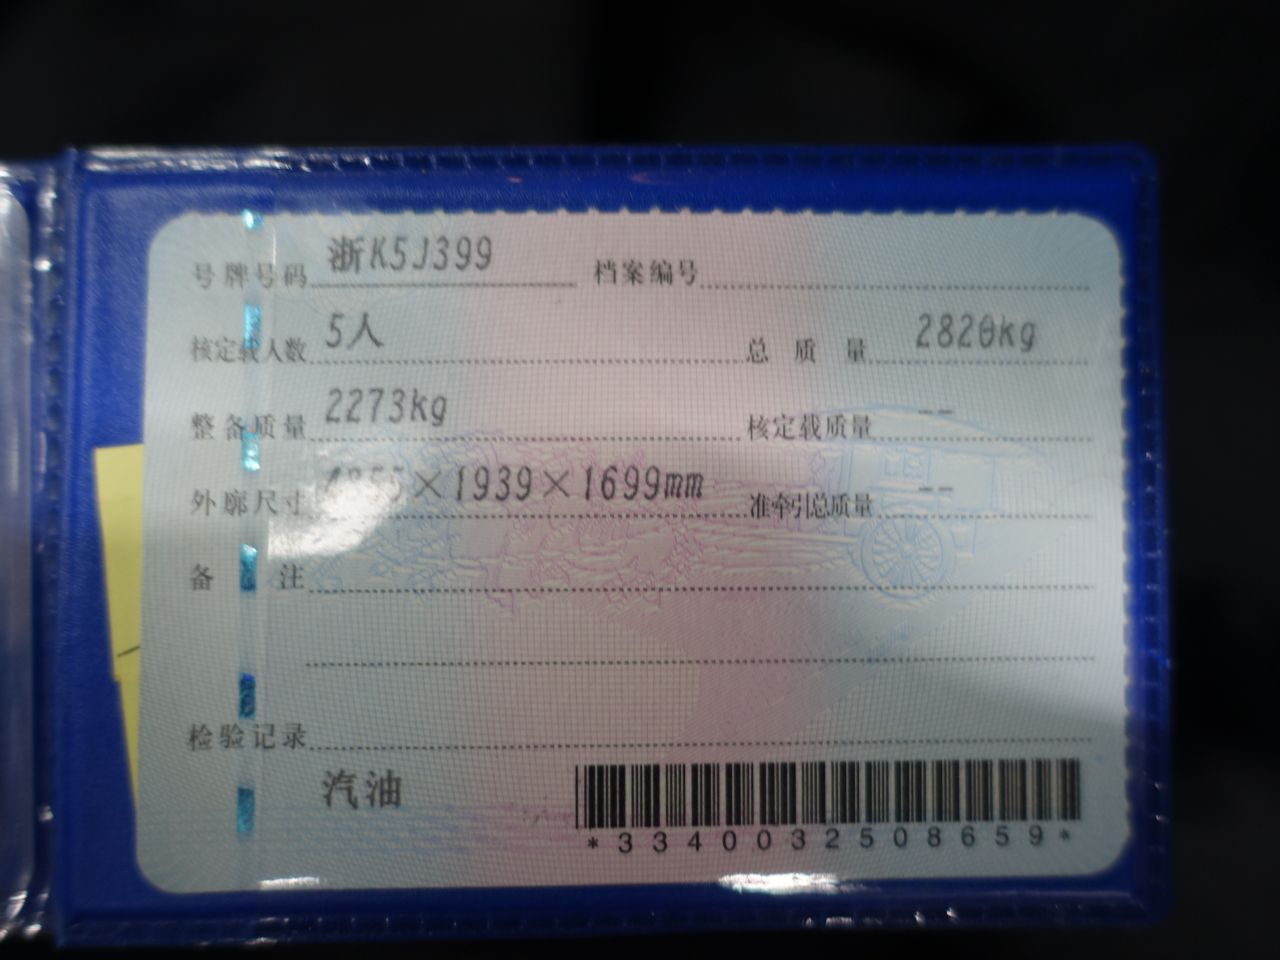 号牌号码 浙K5J399 档案编号
核定载人数 5人 总质量 2820kg
整备质量 2273kg 核定载质量 --
外廓尺寸 ×1939×1699mm 准牵引总质量 --
备注
检验记录
汽油
*3340032508659*